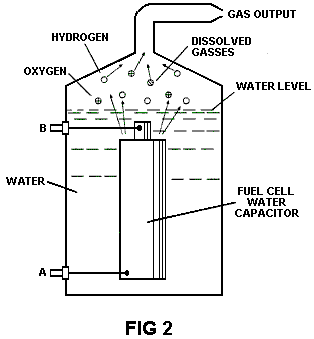 GAS OUTPUT
HYDROGEN
DISSOLVED
GASSES
OXYGEN
WATER LEVEL
B
WATER
FUEL CELL
WATER
CAPACITOR
A
FIG 2